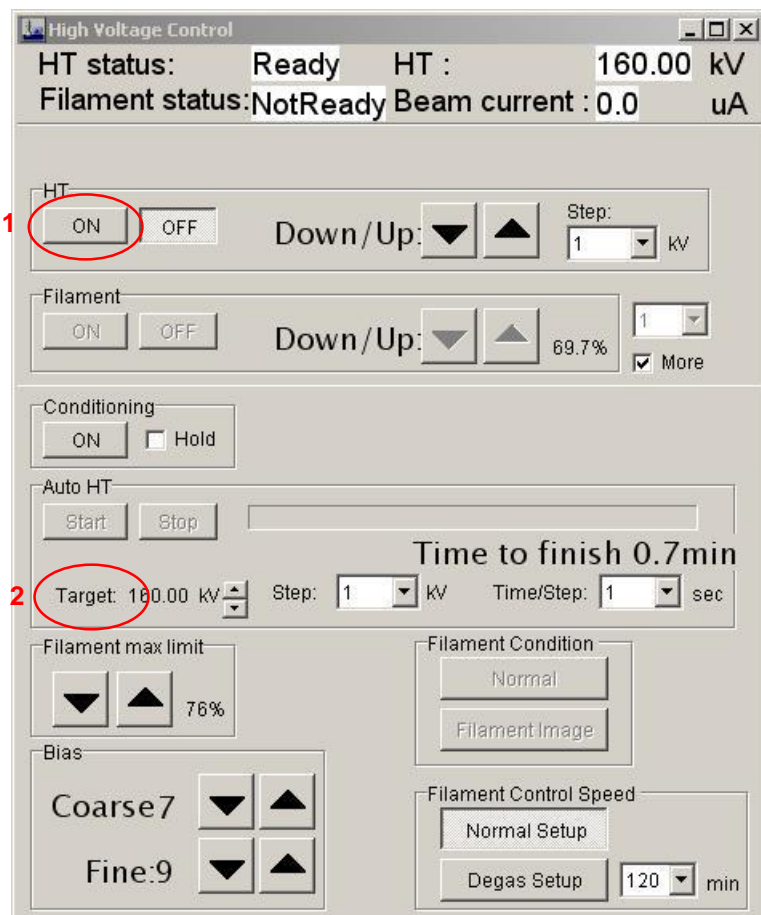 High Voltage Control
HT status: Ready HT : 160.00 kV
Filament status: NotReady Beam current : 0.0 uA
HT
1 ON OFF Down/Up: Step: 1 kV
Filament
ON OFF Down/Up: 69.7% 1
More
Conditioning
ON Hold
Auto HT
Start Stop
Time to finish 0.7min
2 Target: 160.00 kV Step: 1 kV Time/Step: 1 sec
Filament max limit
76%
Filament Condition
Normal
Filament Image
Bias
Coarse7
Fine:9
Filament Control Speed
Normal Setup
Degas Setup 120 min